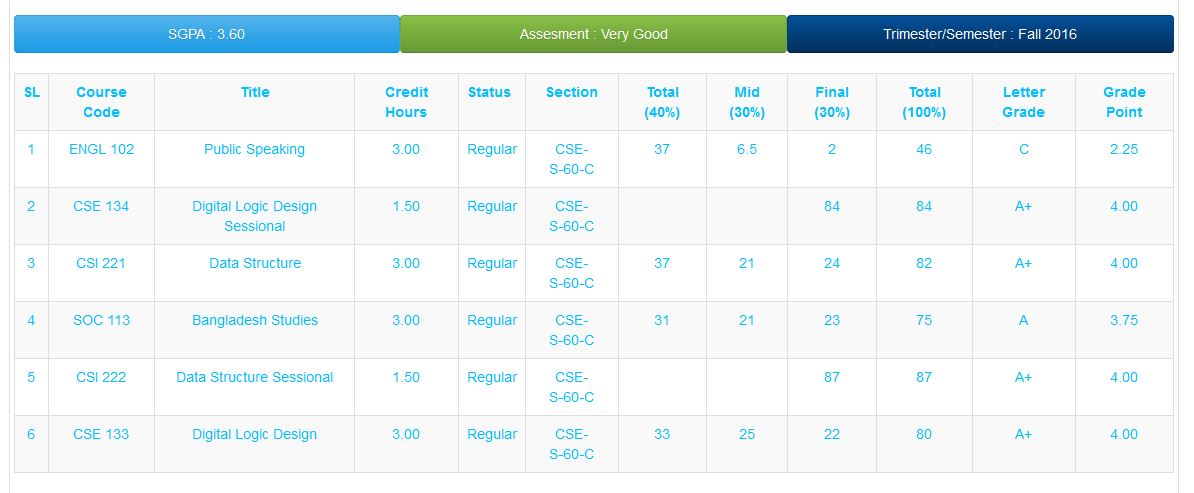 SGPA : 3.60 Assesment : Very Good Trimester/Semester : Fall 2016
SL Course Code Title Credit Hours Status Section Total (40%) Mid (30%) Final (30%) Total (100%) Letter Grade Grade Point
1 ENGL 102 Public Speaking 3.00 Regular CSE-S-60-C 37 6.5 2 46 C 2.25
2 CSE 134 Digital Logic Design Sessional 1.50 Regular CSE-S-60-C 84 84 A+ 4.00
3 CSI 221 Data Structure 3.00 Regular CSE-S-60-C 37 21 24 82 A+ 4.00
4 SOC 113 Bangladesh Studies 3.00 Regular CSE-S-60-C 31 21 23 75 A 3.75
5 CSI 222 Data Structure Sessional 1.50 Regular CSE-S-60-C 87 87 A+ 4.00
6 CSE 133 Digital Logic Design 3.00 Regular CSE-S-60-C 33 25 22 80 A+ 4.00